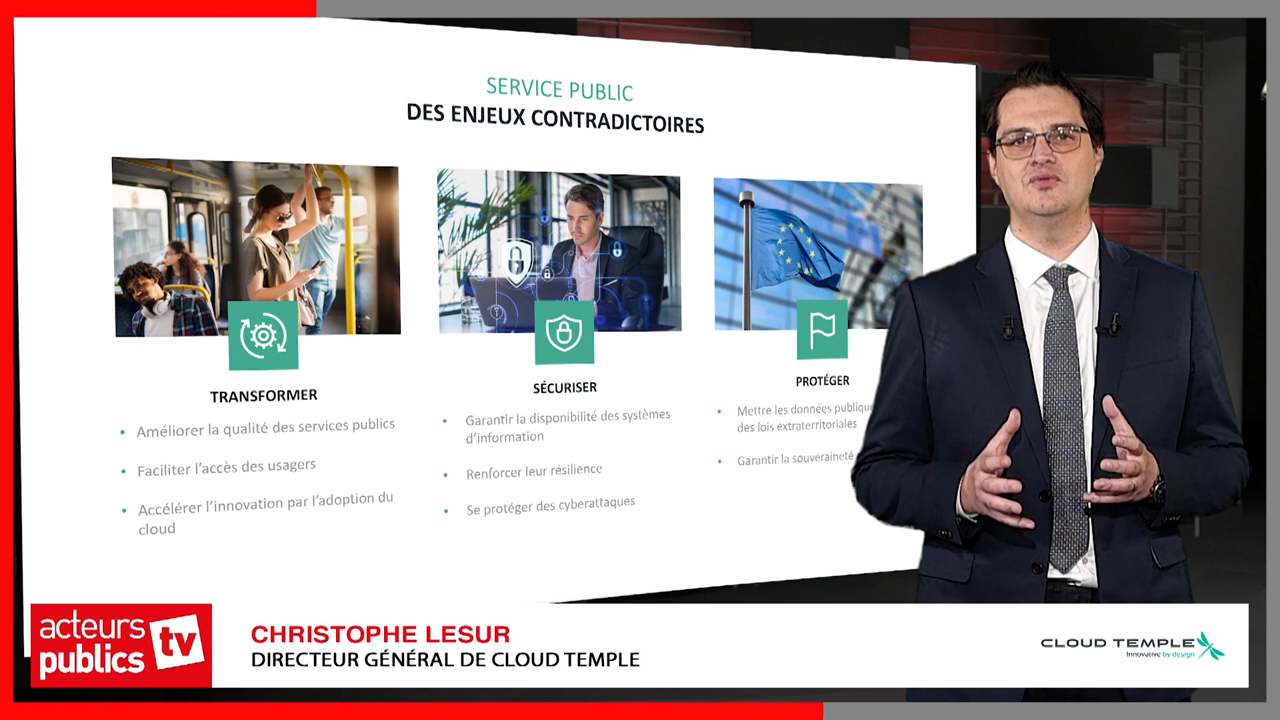 SERVICE PUBLIC
DES ENJEUX CONTRADICTOIRES
TRANSFORMER
• Améliorer la qualité des services publics
• Faciliter l'accès des usagers
• Accélérer l'innovation par l'adoption du
cloud
SÉCURISER
• Garantir la disponibilité des systèmes
d'information
• Renforcer leur résilience
• Se protéger des cyberattaques
PROTÉGER
• Mettre les données
des lois extraterritoriales
• Garantir la souveraineté
acteurs
publics
tv
CHRISTOPHE LESUR
DIRECTEUR GÉNÉRAL DE CLOUD TEMPLE
CLOUD TEMPLE
Innovative by design